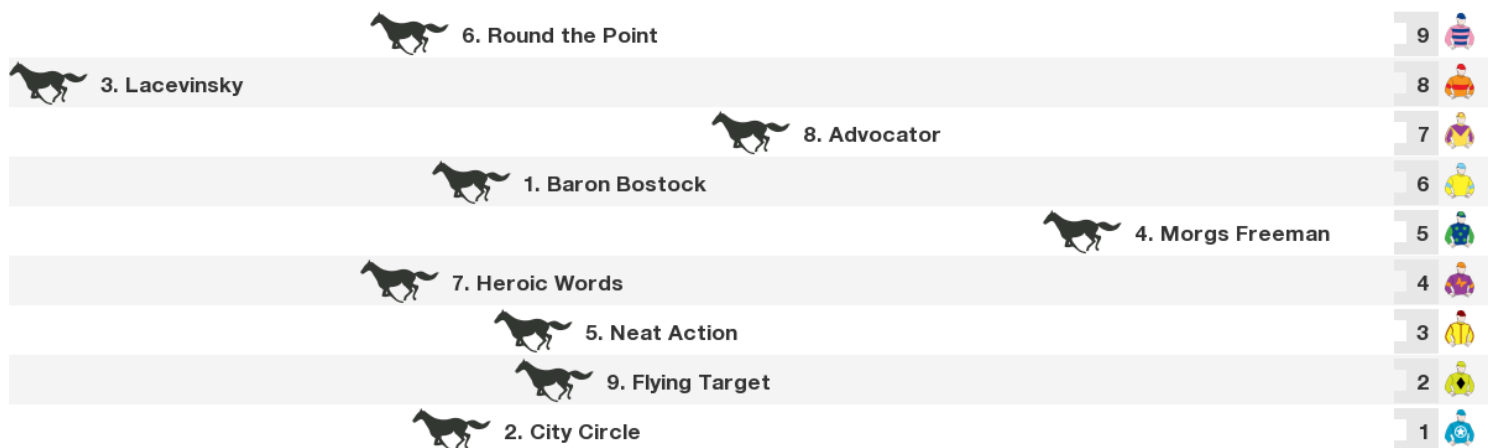 6. Round the Point 9
3. Lacevinsky 8
8. Advocator 7
1. Baron Bostock 6
4. Morgs Freeman 5
7. Heroic Words 4
5. Neat Action 3
9. Flying Target 2
2. City Circle 1